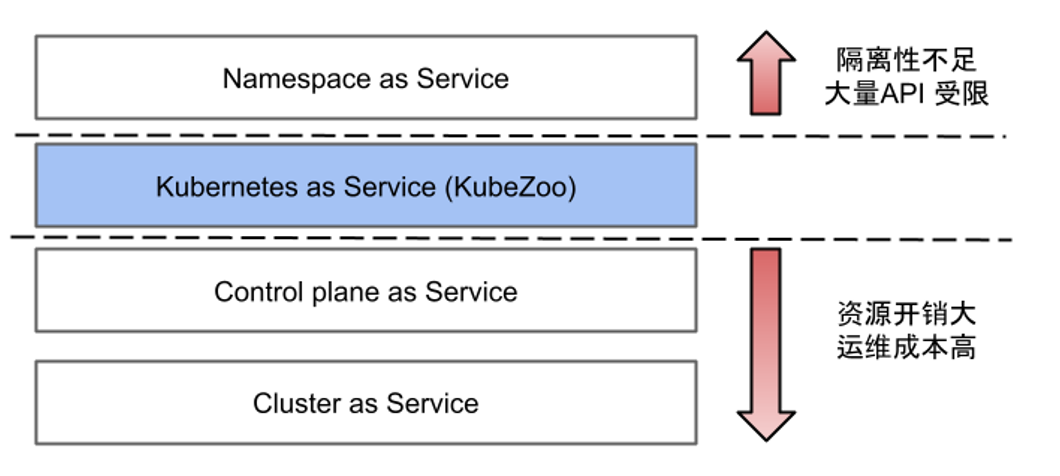 Namespace as Service
隔离性不足
大量API 受限
Kubernetes as Service (KubeZoo)
Control plane as Service
资源开销大
运维成本高
Cluster as Service